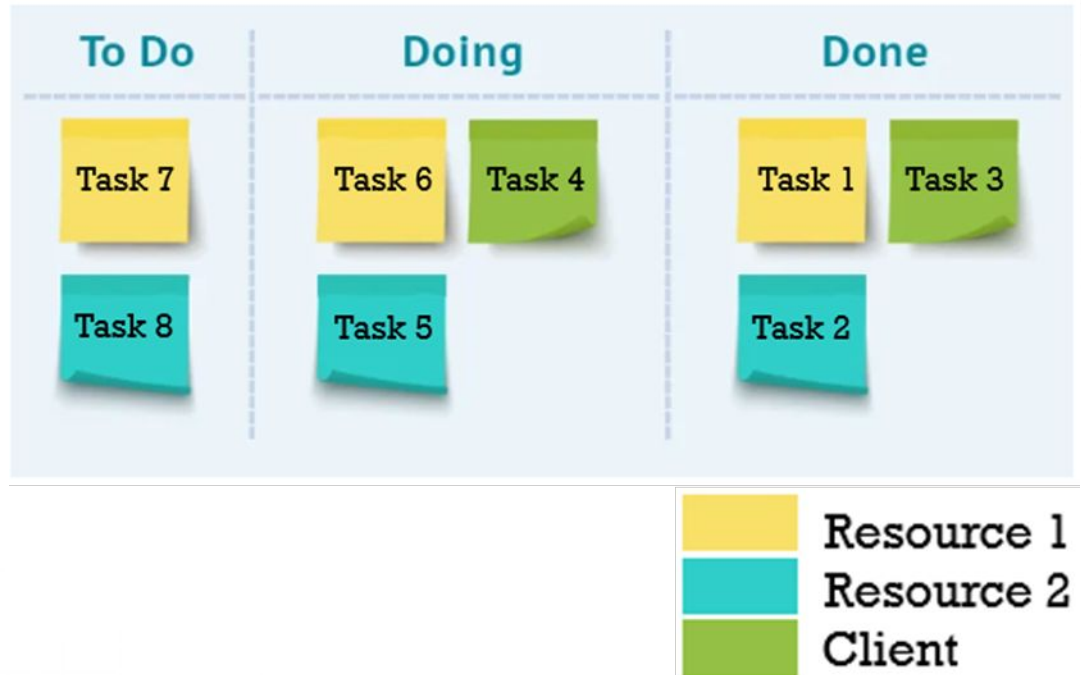 To Do
Doing
Done
Task 7
Task 6
Task 4
Task 1
Task 3
Task 8
Task 5
Task 2
Resource 1
Resource 2
Client